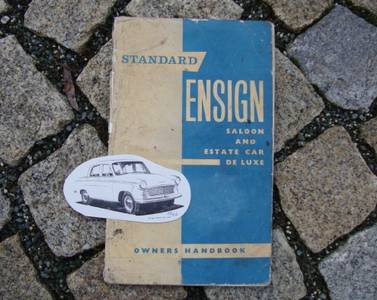 STANDARD
ENSIGN
SALOON
AND
ESTATE CAR
DE LUXE
OWNERS HANDBOOK